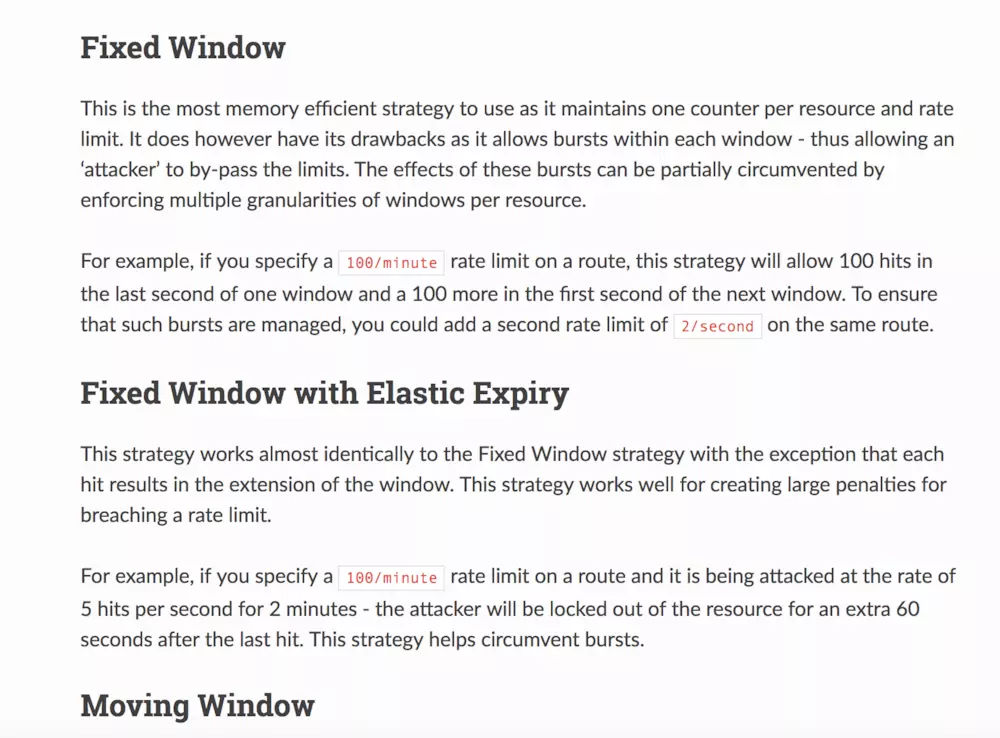 Fixed Window
This is the most memory efficient strategy to use as it maintains one counter per resource and rate
limit. It does however have its drawbacks as it allows bursts within each window - thus allowing an
‘attacker’ to by-pass the limits. The effects of these bursts can be partially circumvented by
enforcing multiple granularities of windows per resource.
For example, if you specify a 100/minute rate limit on a route, this strategy will allow 100 hits in
the last second of one window and a 100 more in the first second of the next window. To ensure
that such bursts are managed, you could add a second rate limit of 2/second on the same route.
Fixed Window with Elastic Expiry
This strategy works almost identically to the Fixed Window strategy with the exception that each
hit results in the extension of the window. This strategy works well for creating large penalties for
breaching a rate limit.
For example, if you specify a 100/minute rate limit on a route and it is being attacked at the rate of
5 hits per second for 2 minutes - the attacker will be locked out of the resource for an extra 60
seconds after the last hit. This strategy helps circumvent bursts.
Moving Window